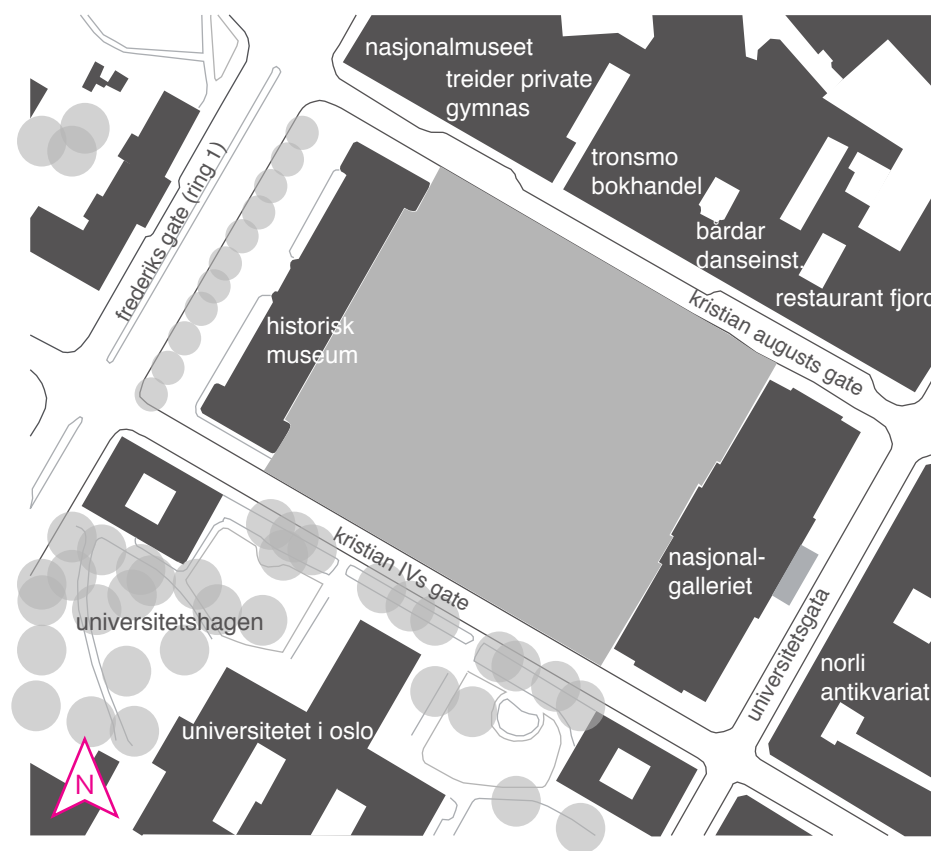 nasjonalmuseet
treider private
gymnas
tronsmo
bokhandel
bårdar
danseinst.
restaurant fjord
frederiks gate (ring 1)
kristian augusts gate
historisk
museum
kristian IVs gate
nasjonal-
galleriet
universitetsgata
universitetshagen
norli
antikvariat
universitetet i oslo
N